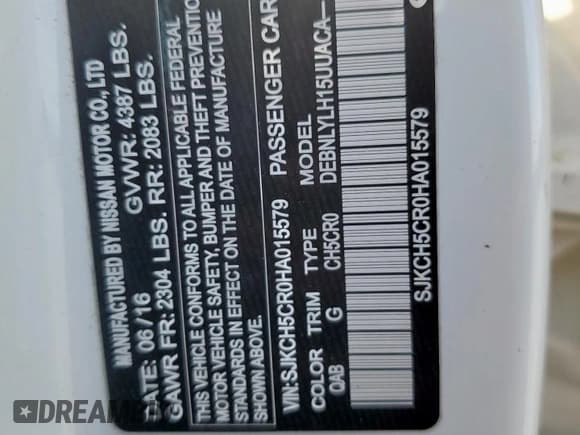 MANUFACTURED BY NISSAN MOTOR CO., LTD
DATE: 06 / 16 GVWR: 4387 LBS.
GAWR FR: 2304 LBS. RR: 2083 LBS.
THIS VEHICLE CONFORMS TO ALL APPLICABLE FEDERAL
MOTOR VEHICLE SAFETY, BUMPER AND THEFT PREVENTION
STANDARDS IN EFFECT ON THE DATE OF MANUFACTURE
SHOWN ABOVE.
VIN:SJKCH5CR0HA015579 PASSENGER CAR
COLOR TRIM TYPE MODEL
QAB G CH5CR0 DEBNLYLH15UUACA--
SJKCH5CR0HA015579